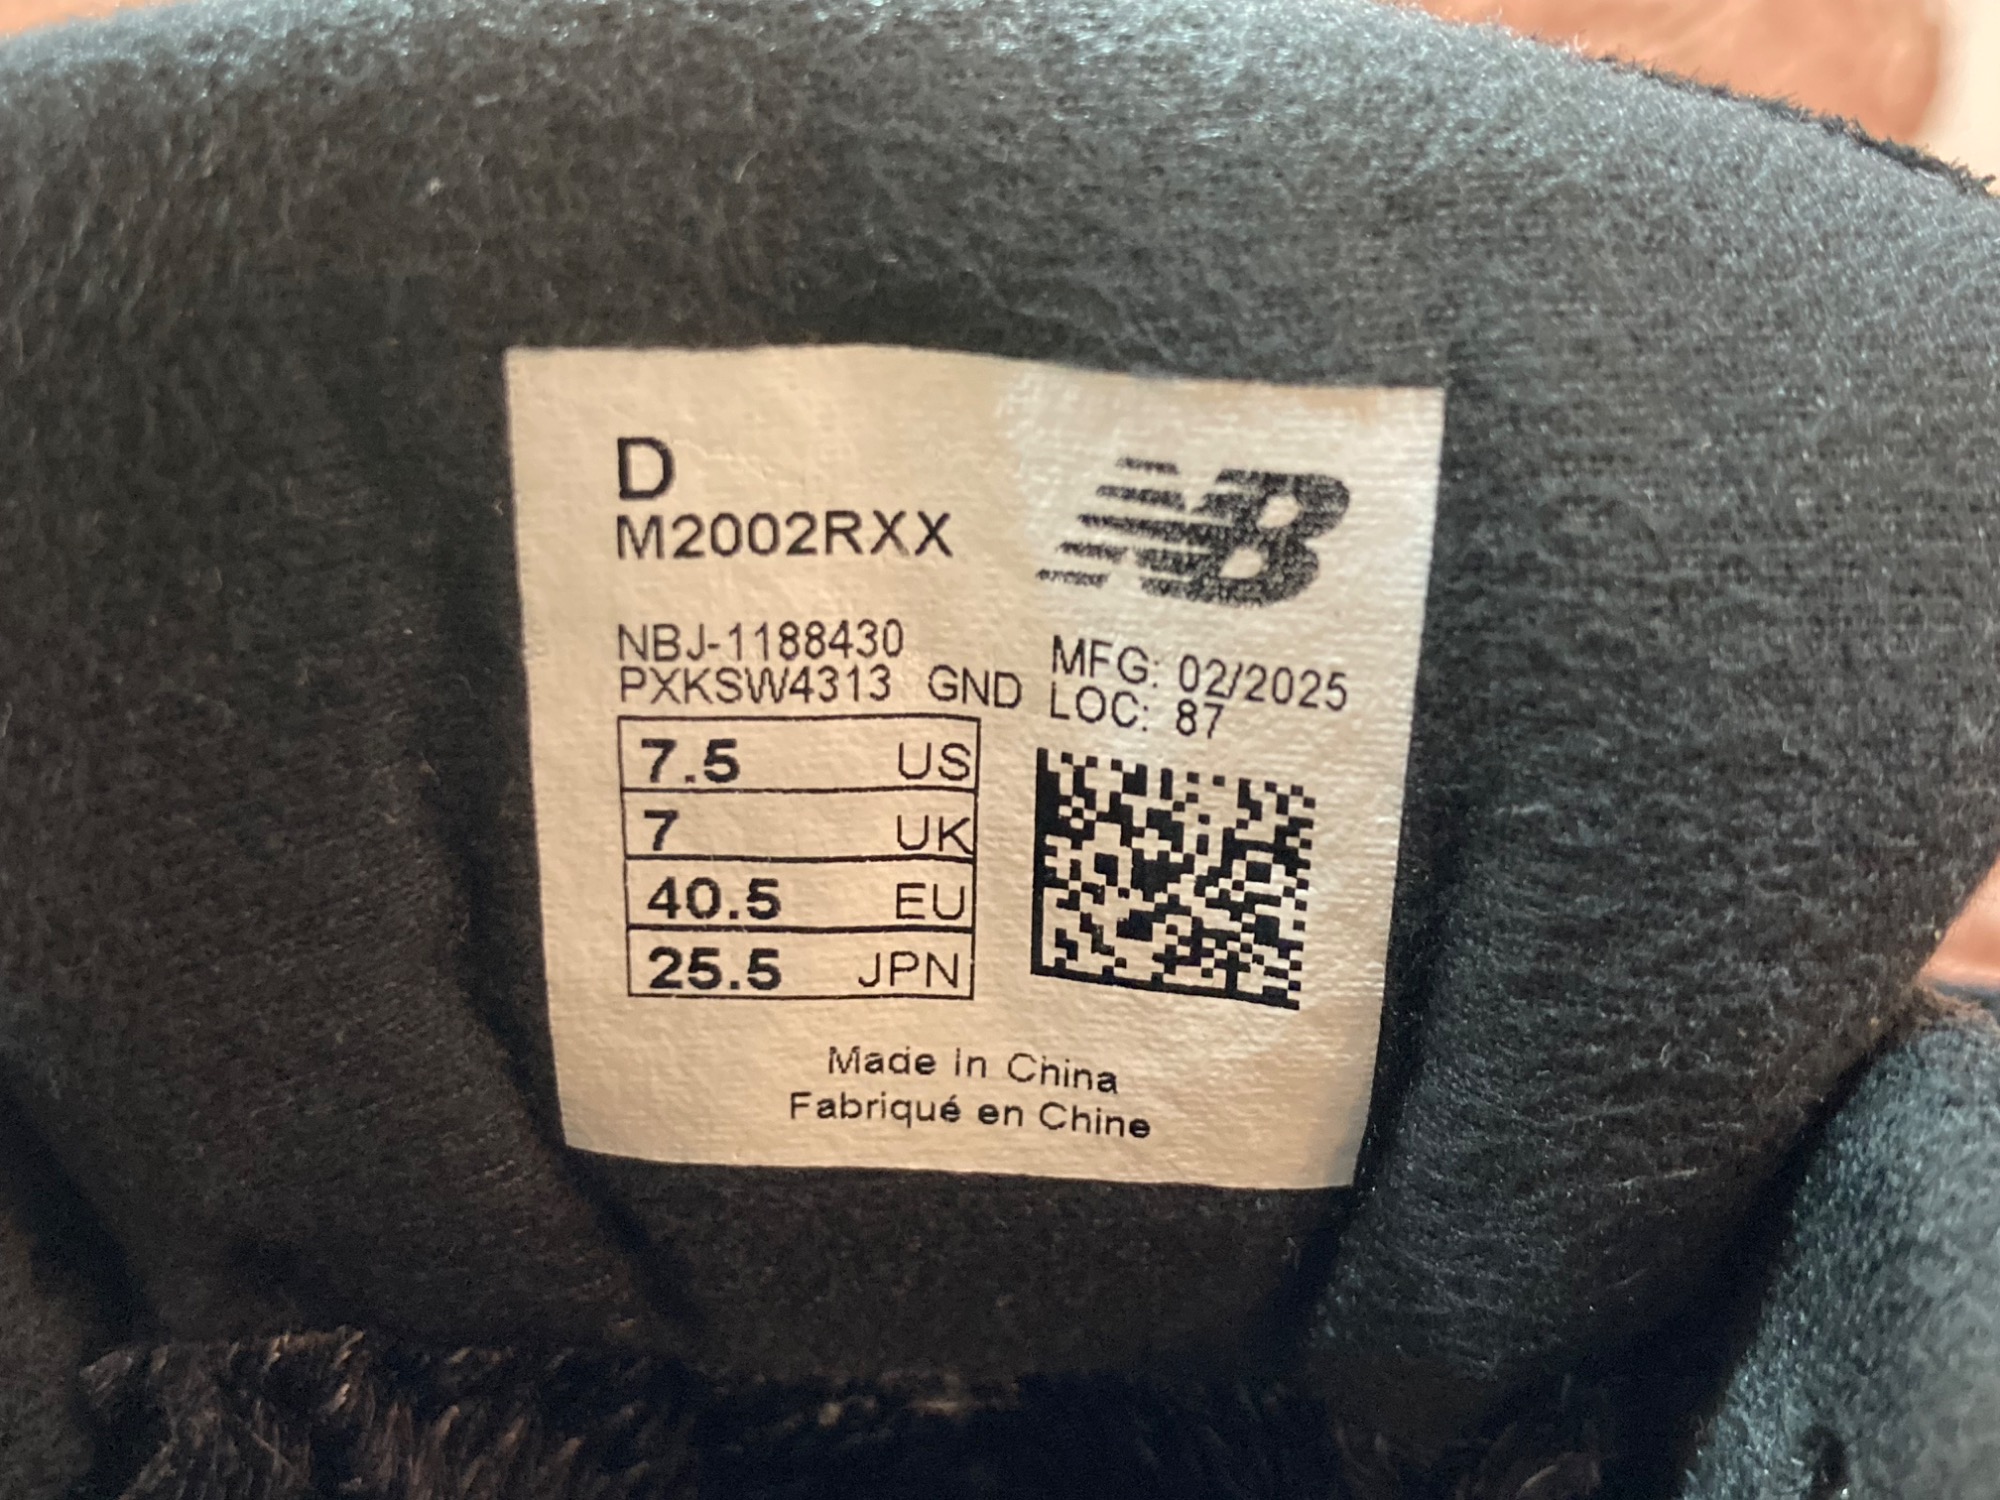 D
M2002RXX
NB
NBJ-1188430
PXKSW4313 GND
MFG: 02/2025
LOC: 87
7.5 US
7 UK
40.5 EU
25.5 JPN
Made in China
Fabriqué en Chine